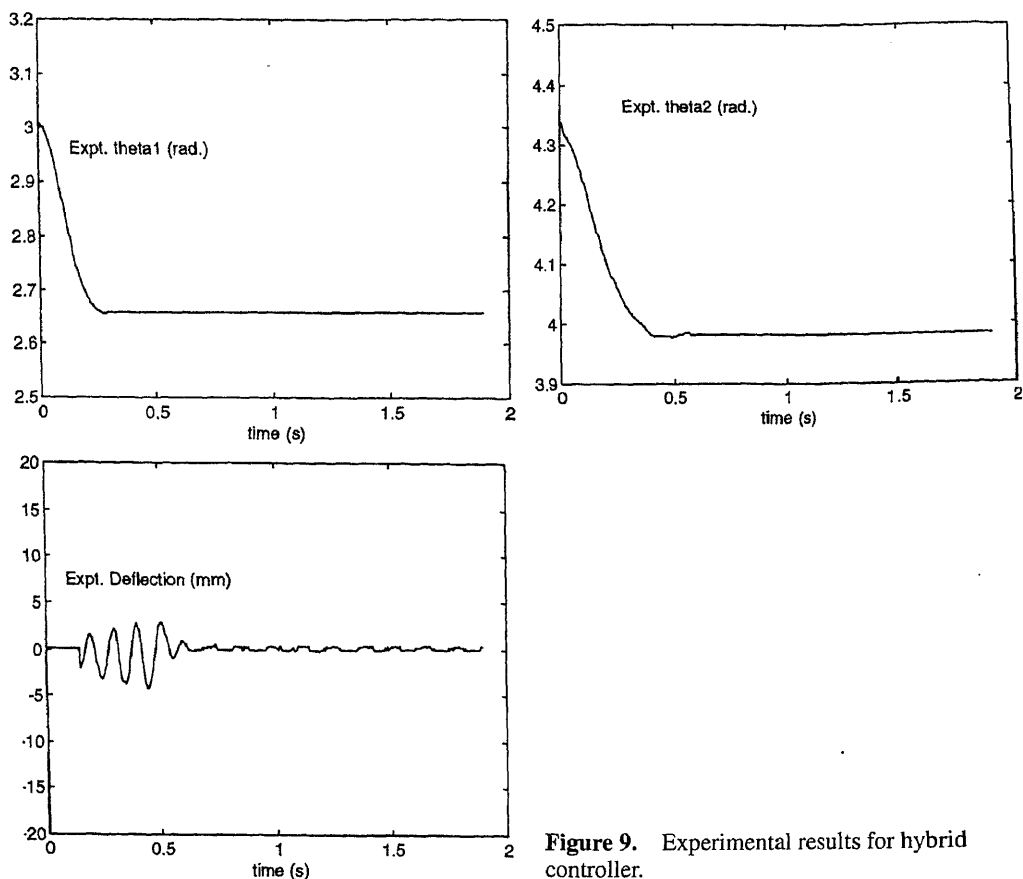 3.2
3.1
3
2.9
2.8
2.7
2.6
2.5
Expt. theta1 (rad.)
0 0.5 1 1.5 2
time (s)
4.5
4.4
4.3
4.2
4.1
4
3.9
Expt. theta2 (rad.)
0 0.5 1 1.5 2
time (s)
20
15
10
5
0
-5
-10
-15
-20
Expt. Deflection (mm)
0 0.5 1 1.5 2
time (s)
Figure 9. Experimental results for hybrid
controller.